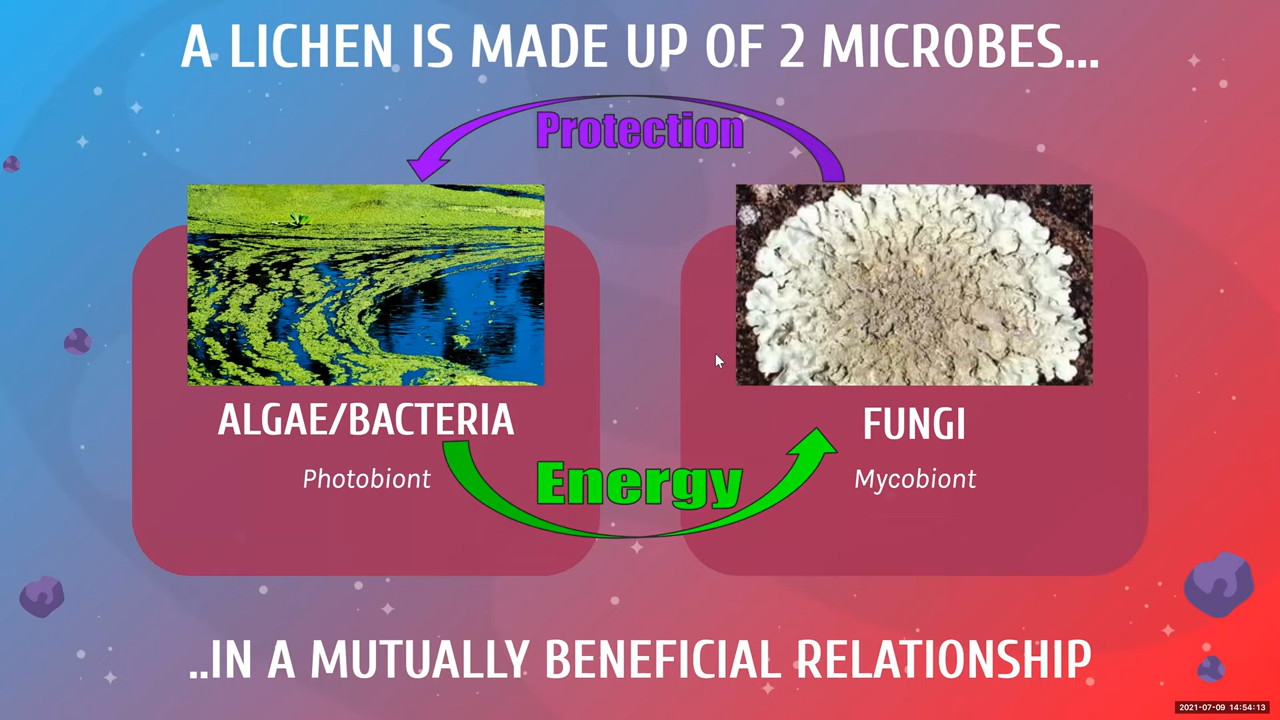 A LICHEN IS MADE UP OF 2 MICROBES...
Protection
ALGAE/BACTERIA
Photobiont
FUNGI
Mycobiont
Energy
..IN A MUTUALLY BENEFICIAL RELATIONSHIP
2021-07-09 14:54:13